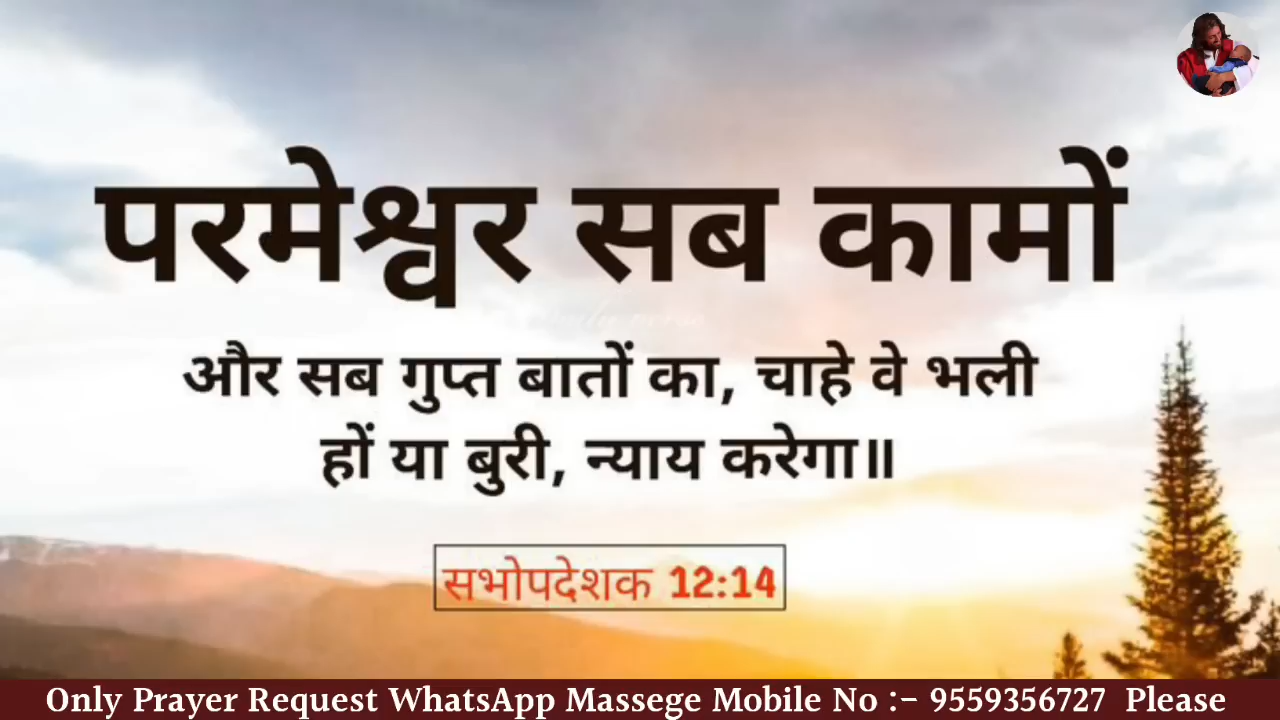 परमेश्वर सब कामों
और सब गुप्त बातों का, चाहे वे भली
हों या बुरी, न्याय करेगा॥
सभोपदेशक 12:14
Only Prayer Request WhatsApp Massege Mobile No :- 9559356727 Please